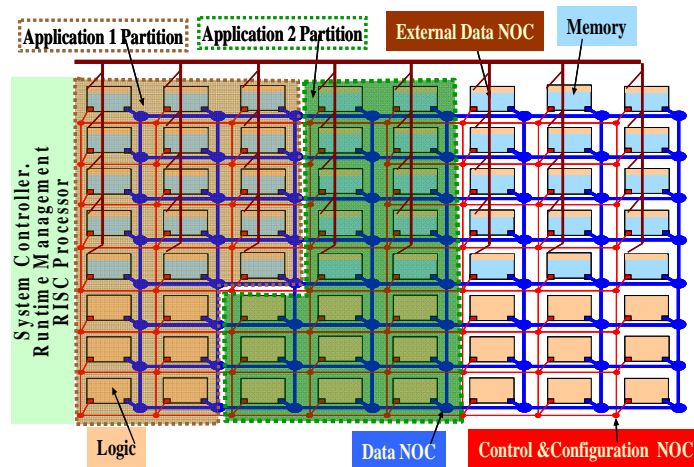 Application 1 Partition
Application 2 Partition
External Data NOC
Memory
System Controller.
Runtime Management
RISC Processor
Logic
Data NOC
Control &Configuration NOC